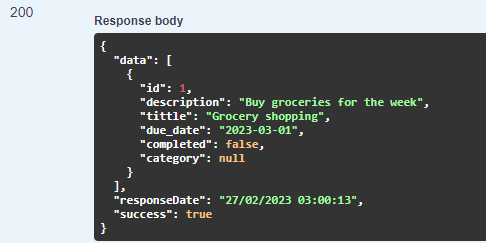 200
Response body
{
  "data": [
    {
      "id": 1,
      "description": "Buy groceries for the week",
      "tittle": "Grocery shopping",
      "due_date": "2023-03-01",
      "completed": false,
      "category": null
    }
  ],
  "responseDate": "27/02/2023 03:00:13",
  "success": true
}